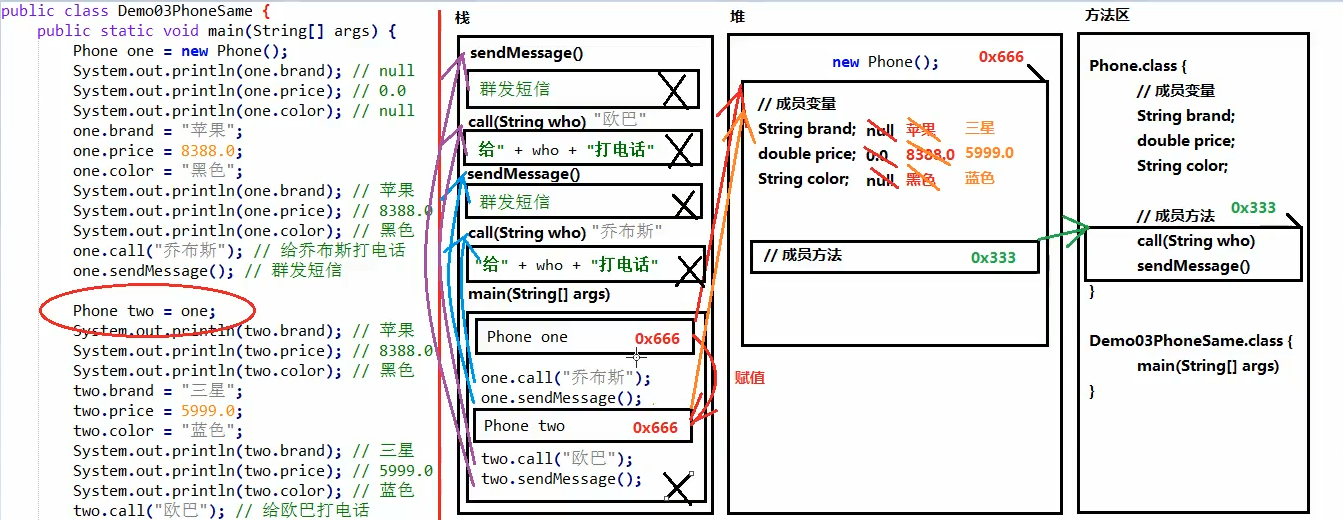 public class Demo03PhoneSame {
public static void main(String[] args) {
Phone one = new Phone();
System.out.println(one.brand); // null
System.out.println(one.price); // 0.0
System.out.println(one.color); // null
one.brand = "苹果";
one.price = 8388.0;
one.color = "黑色";
System.out.println(one.brand); // 苹果
System.out.println(one.price); // 8388.0
System.out.println(one.color); // 黑色
one.call("乔布斯"); // 给乔布斯打电话
one.sendMessage(); // 群发短信
Phone two = one;
System.out.println(two.brand); // 苹果
System.out.println(two.price); // 8388.0
System.out.println(two.color); // 黑色
two.brand = "三星";
two.price = 5999.0;
two.color = "蓝色";
System.out.println(two.brand); // 三星
System.out.println(two.price); // 5999.0
System.out.println(two.color); // 蓝色
two.call("欧巴"); // 给欧巴打电话
栈
sendMessage()
群发短信
call(String who) "欧巴"
给" + who + "打电话"
sendMessage()
群发短信
call(String who) "乔布斯"
"给" + who + "打电话"
main(String[] args)
Phone one 0x666
one.call("乔布斯");
one.sendMessage();
Phone two 0x666
two.call("欧巴");
two.sendMessage();
赋值
堆
new Phone(); 0x666
// 成员变量
String brand; null 苹果 三星
double price; 0.0 8388.0 5999.0
String color; null 黑色 蓝色
// 成员方法 0x333
方法区
Phone.class {
// 成员变量
String brand;
double price;
String color;
// 成员方法 0x333
call(String who)
sendMessage()
}
Demo03PhoneSame.class {
main(String[] args)
}